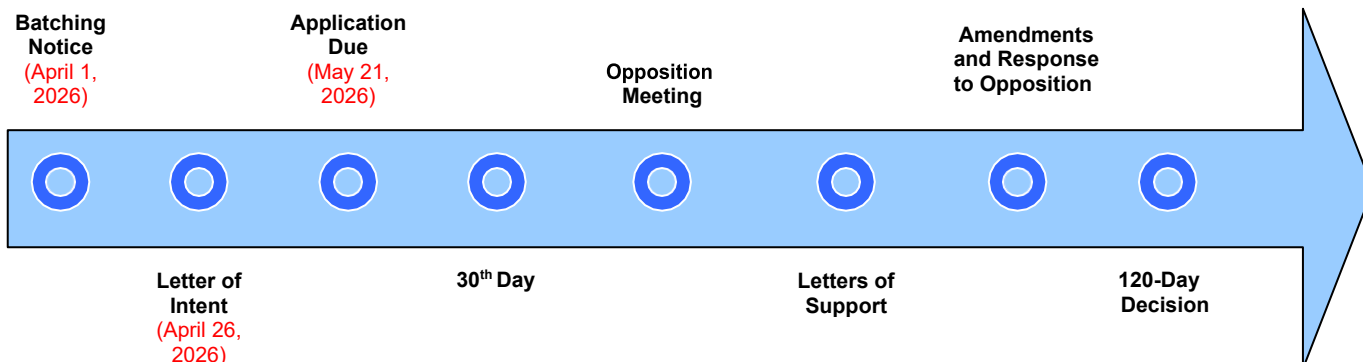 Batching
Notice
(April 1,
2026)
Letter of
Intent
(April 26,
2026)
Application
Due
(May 21,
2026)
30th Day
Opposition
Meeting
Letters of
Support
Amendments
and Response
to Opposition
120-Day
Decision